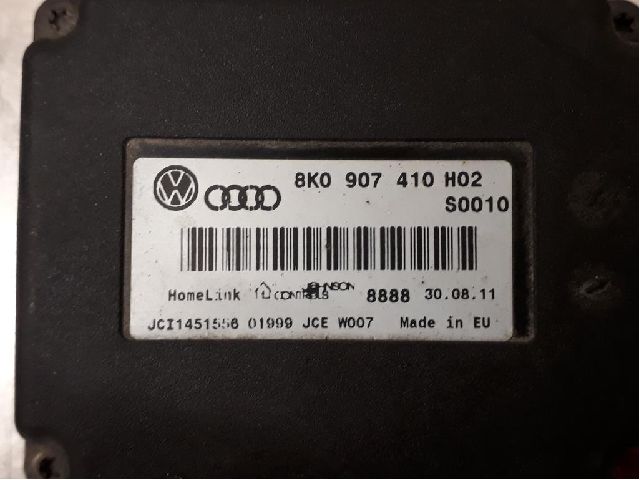 8K0 907 410 H02
S0010
HomeLink JOHNSON CONTROLS 8888 30.08.11
JCI1451556 01999 JCE W007 Made in EU